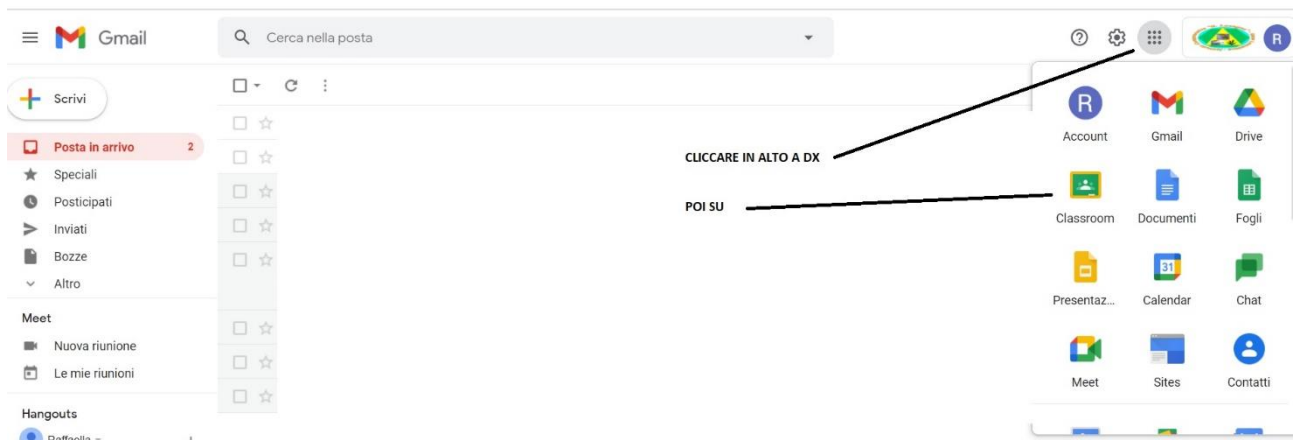 Gmail
Cerca nella posta
R
Scrivi
Posta in arrivo 2
Speciali
Posticipati
Inviati
Bozze
Altro
Meet
Nuova riunione
Le mie riunioni
Hangouts
Raffaella
CLICCARE IN ALTO A DX
POI SU
R
Account Gmail Drive
Classroom Documenti Fogli
31
Presentaz... Calendar Chat
Meet Sites Contatti